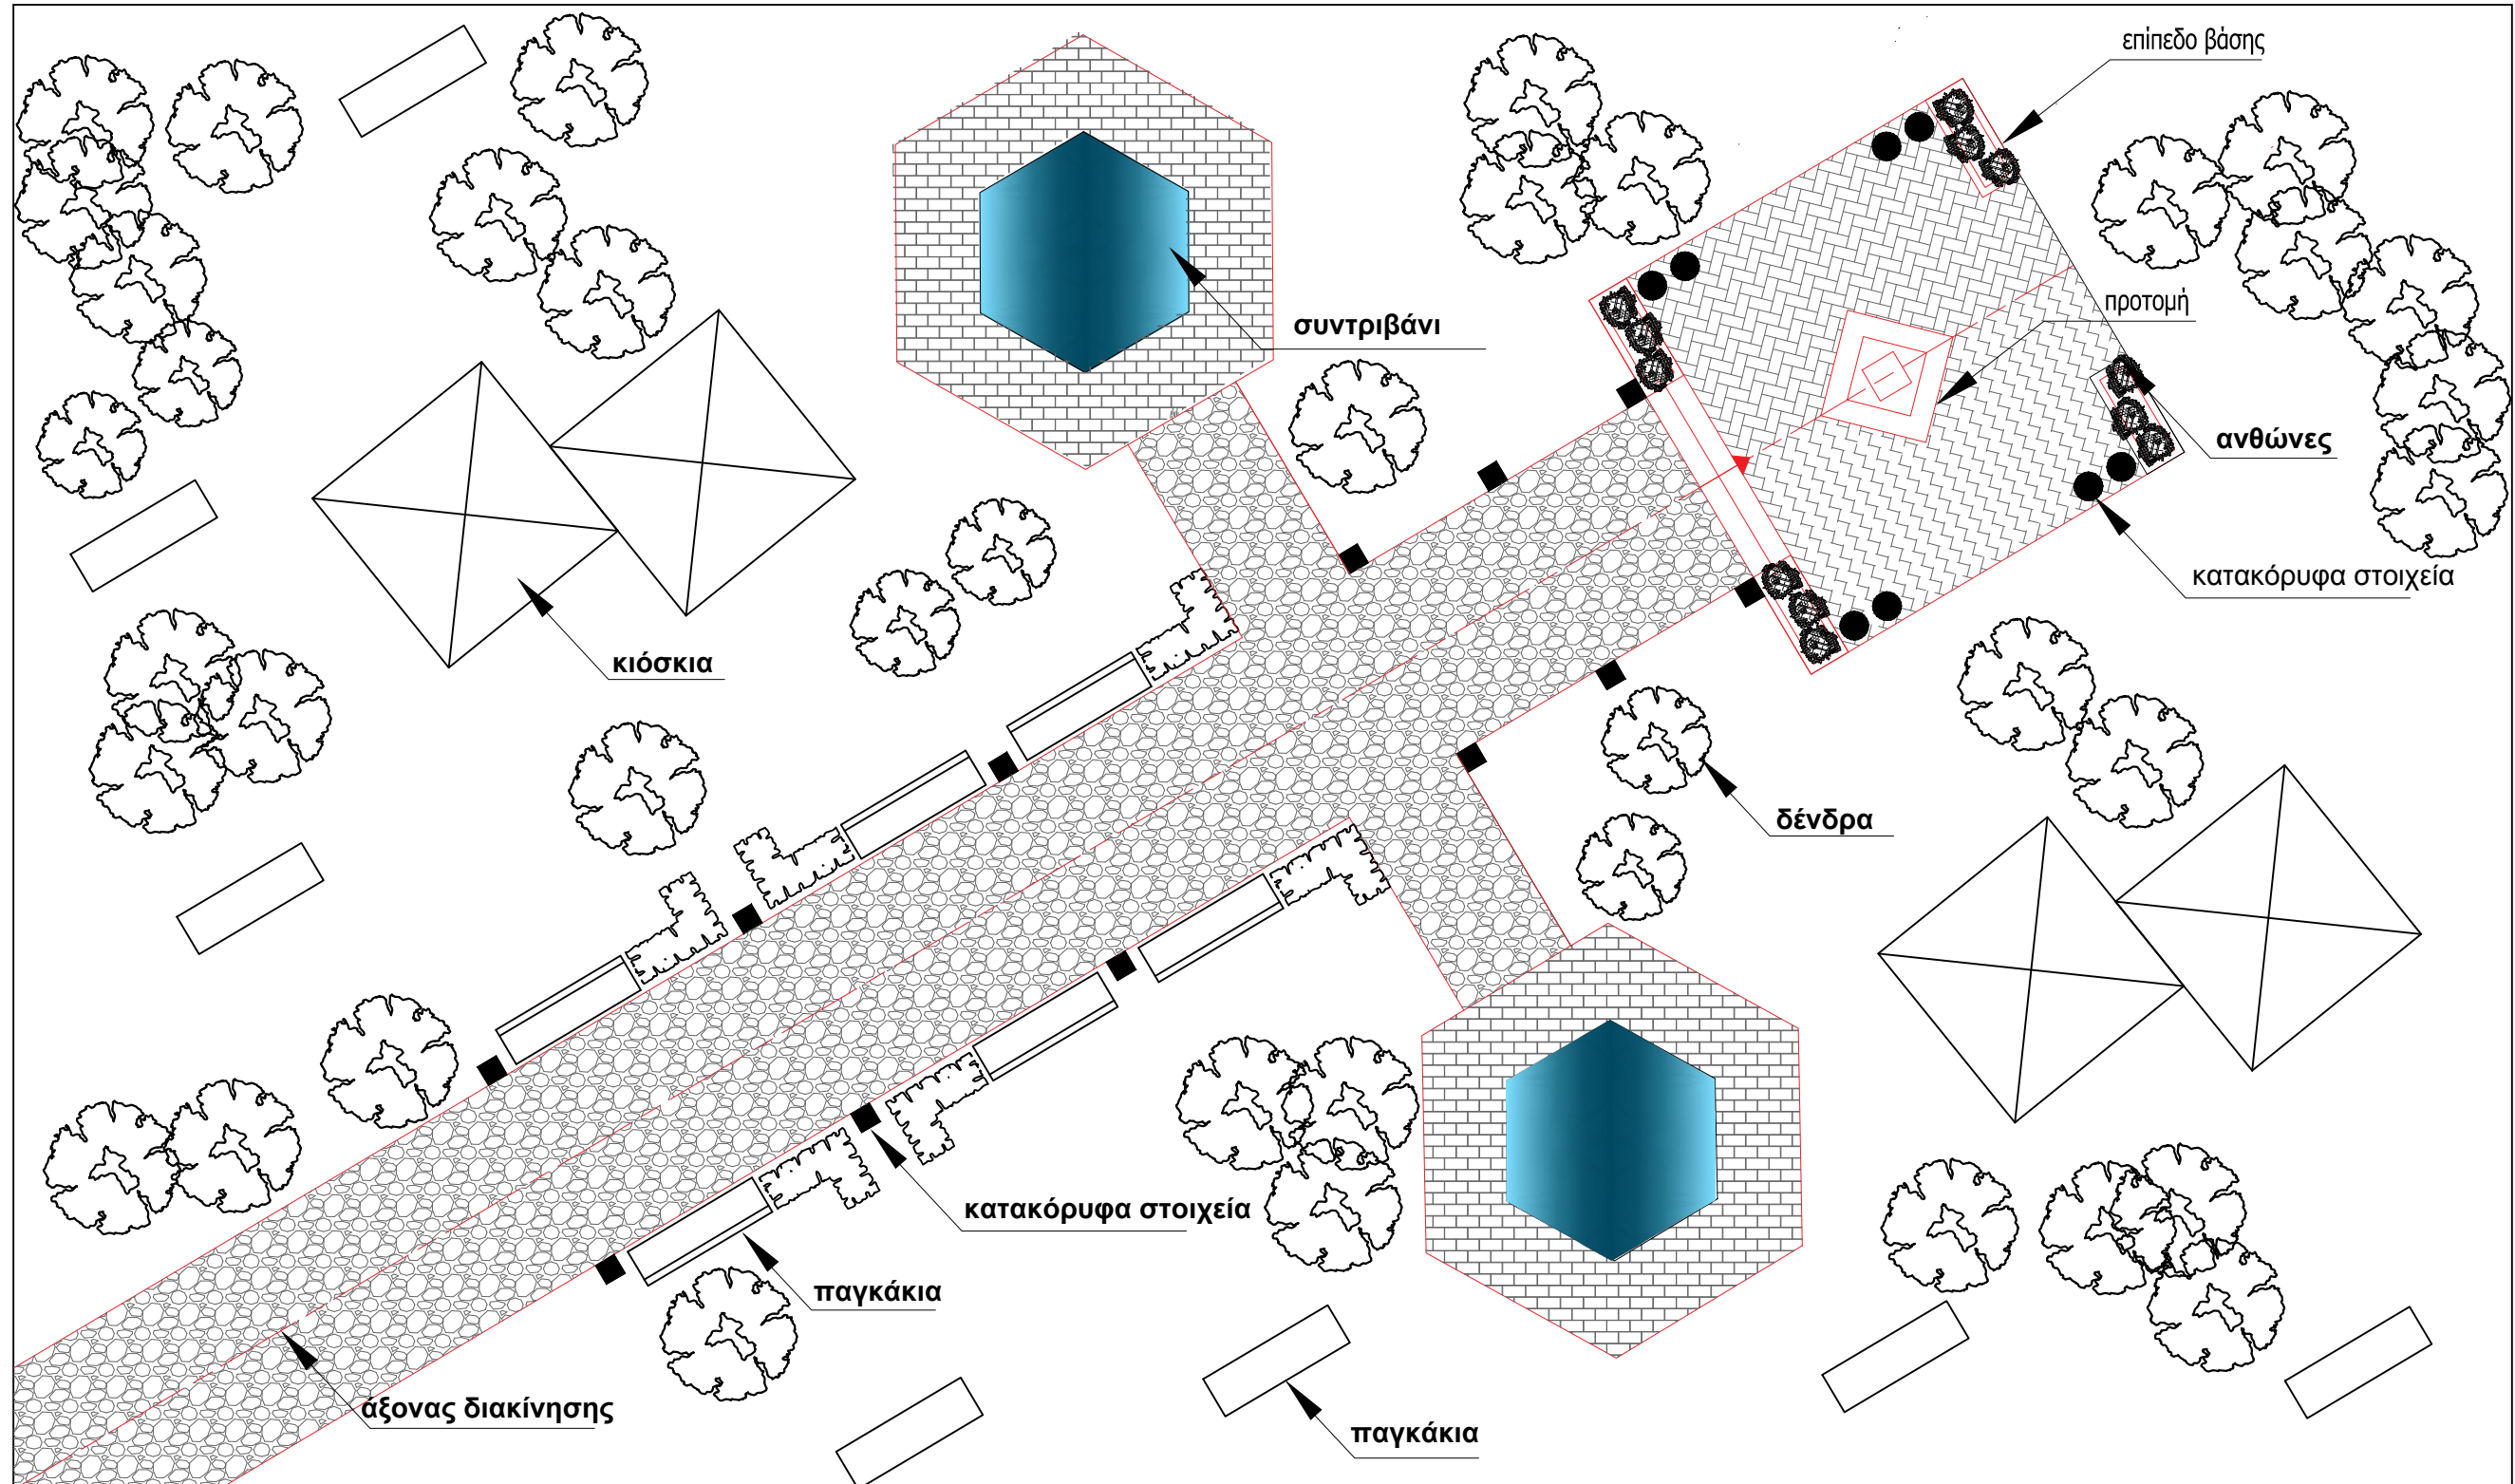 επίπεδο βάσης
προτομή
συντριβάνι
ανθώνες
κατακόρυφα στοιχεία
κιόσκια
δένδρα
κατακόρυφα στοιχεία
παγκάκια
άξονας διακίνησης
παγκάκια